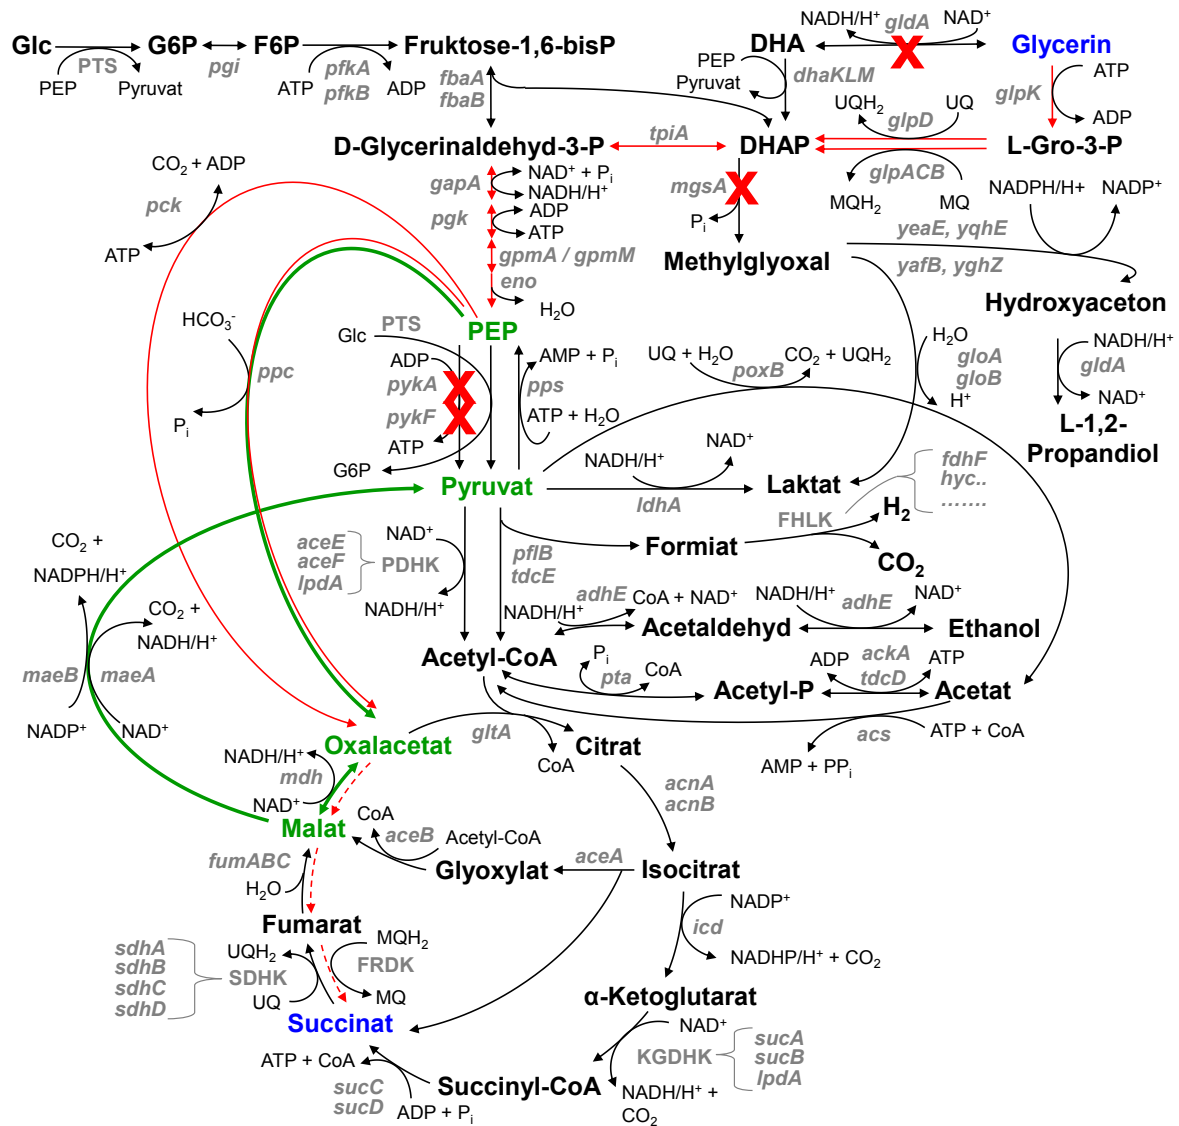 Glc
G6P
F6P
Fruktose-1,6-bisP
PTS
PEP
Pyruvat
pgi
pfkA
pfkB
ATP
ADP
fbaA
fbaB
NADH/H⁺
gldA
NAD⁺
DHA
Glycerin
PEP
Pyruvat
dhaKLM
glpK
ATP
ADP
UQH₂
glpD
UQ
D-Glycerinaldehyd-3-P
tpiA
DHAP
L-Gro-3-P
glpACB
MQH₂
MQ
CO₂ + ADP
pck
ATP
gapA
NAD⁺ + Pᵢ
NADH/H⁺
pgk
ADP
ATP
gpmA / gpmM
eno
H₂O
mgsA
Pᵢ
Methylglyoxal
NADPH/H+
NADP⁺
yeaE, yqhE
yafB, yghZ
Hydroxyaceton
HCO₃⁻
ppc
Pᵢ
PEP
Glc
PTS
ADP
pykA
pykF
ATP
G6P
AMP + Pᵢ
pps
ATP + H₂O
UQ + H₂O
poxB
CO₂ + UQH₂
H₂O
gloA
gloB
H⁺
NADH/H⁺
gldA
NAD⁺
L-1,2-
Propandiol
Pyruvat
NADH/H⁺
NAD⁺
ldhA
Laktat
fdhF
hyc..
.......
FHLK
H₂
CO₂
Formiat
pflB
tdcE
aceE
aceF
lpdA
PDHK
NAD⁺
NADH/H⁺
CO₂ +
NADPH/H⁺
CO₂ +
NADH/H⁺
maeB
maeA
NADP⁺
NAD⁺
NADH/H⁺
adhE
CoA + NAD⁺
Acetaldehyd
NADH/H⁺
adhE
NAD⁺
Ethanol
Acetyl-CoA
Pᵢ
pta
CoA
Acetyl-P
ADP
ackA
tdcD
ATP
Acetat
acs
ATP + CoA
AMP + PPᵢ
Oxalacetat
gltA
CoA
Citrat
acnA
acnB
NADH/H⁺
mdh
NAD⁺
Malat
CoA
aceB
Acetyl-CoA
Glyoxylat
aceA
Isocitrat
fumABC
H₂O
Fumarat
NADP⁺
icd
NADHP/H⁺ + CO₂
sdhA
sdhB
sdhC
sdhD
SDHK
UQH₂
UQ
MQH₂
FRDK
MQ
Succinat
α-Ketoglutarat
NAD⁺
KGDHK
sucA
sucB
lpdA
NADH/H⁺ +
CO₂
ATP + CoA
sucC
sucD
ADP + Pᵢ
Succinyl-CoA